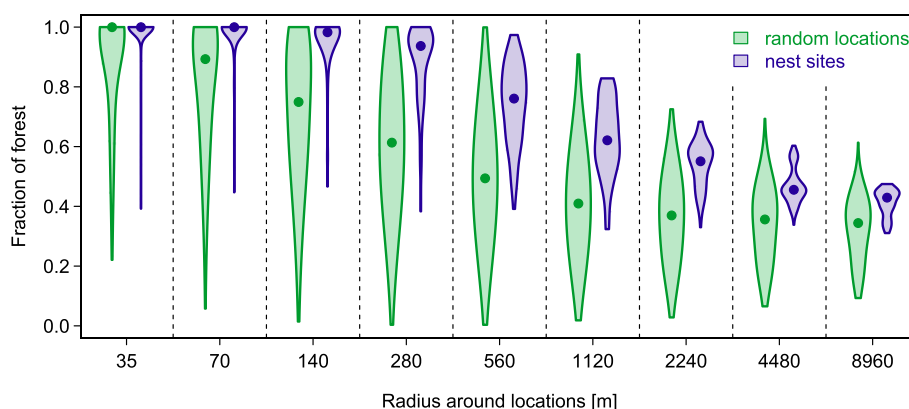 1.0
0.8
0.6
0.4
0.2
0.0
Fraction of forest
random locations
nest sites
35 70 140 280 560 1120 2240 4480 8960
Radius around locations [m]